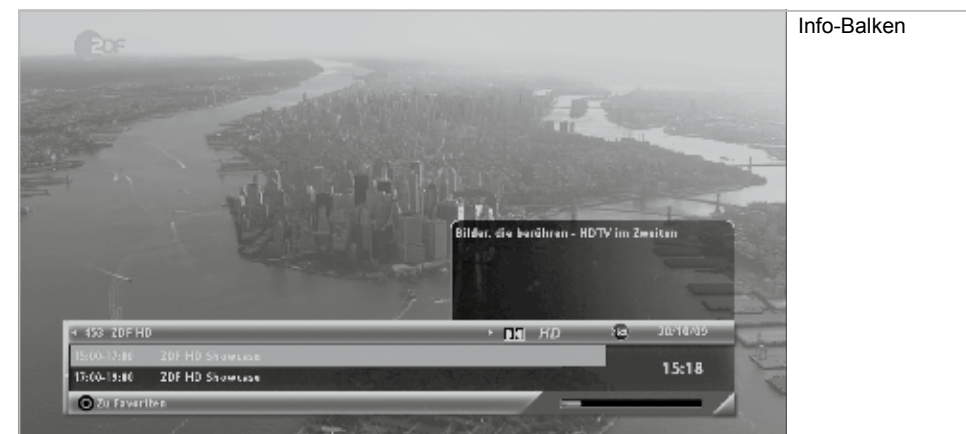 Info-Balken
ZDF
Bilder, die berühren - HDTV im Zweiten
453 ZDF HD
HD
30/10/09
15:00-17:00 ZDF HD Showcase
17:00-19:00 ZDF HD Showcase
15:18
Zu Favoriten